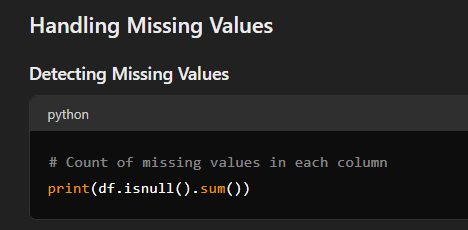 Handling Missing Values
Detecting Missing Values
python
# Count of missing values in each column
print(df.isnull().sum())